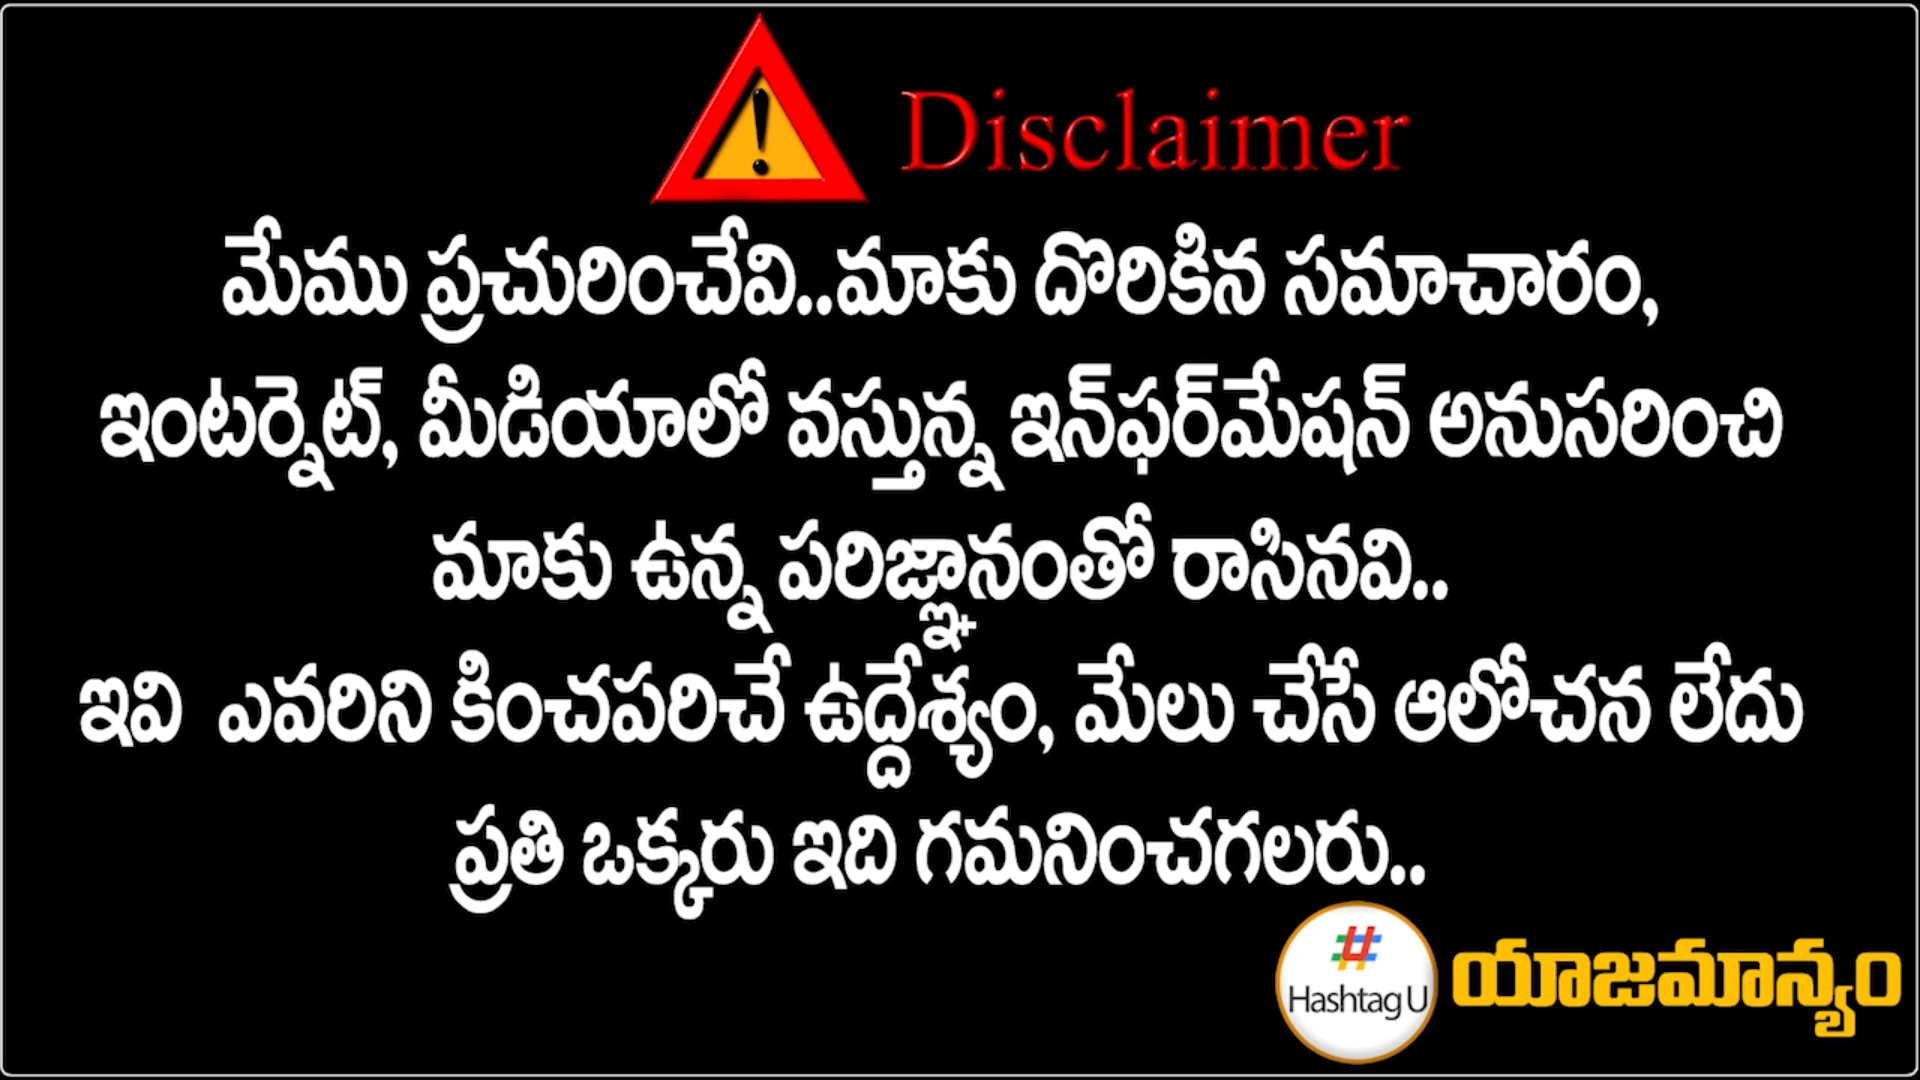 Disclaimer
మేము ప్రచురించేవి..మాకు దొరికిన సమాచారం,
ఇంటర్నెట్, మీడియాలో వస్తున్న ఇన్‌ఫర్‌మేషన్ అనుసరించి
మాకు ఉన్న పరిజ్ఞానంతో రాసినవి..
ఇవి ఎవరిని కించపరిచే ఉద్దేశ్యం, మేలు చేసే ఆలోచన లేదు
ప్రతి ఒక్కరు ఇది గమనించగలరు..
Hashtag U
యాజమాన్యం